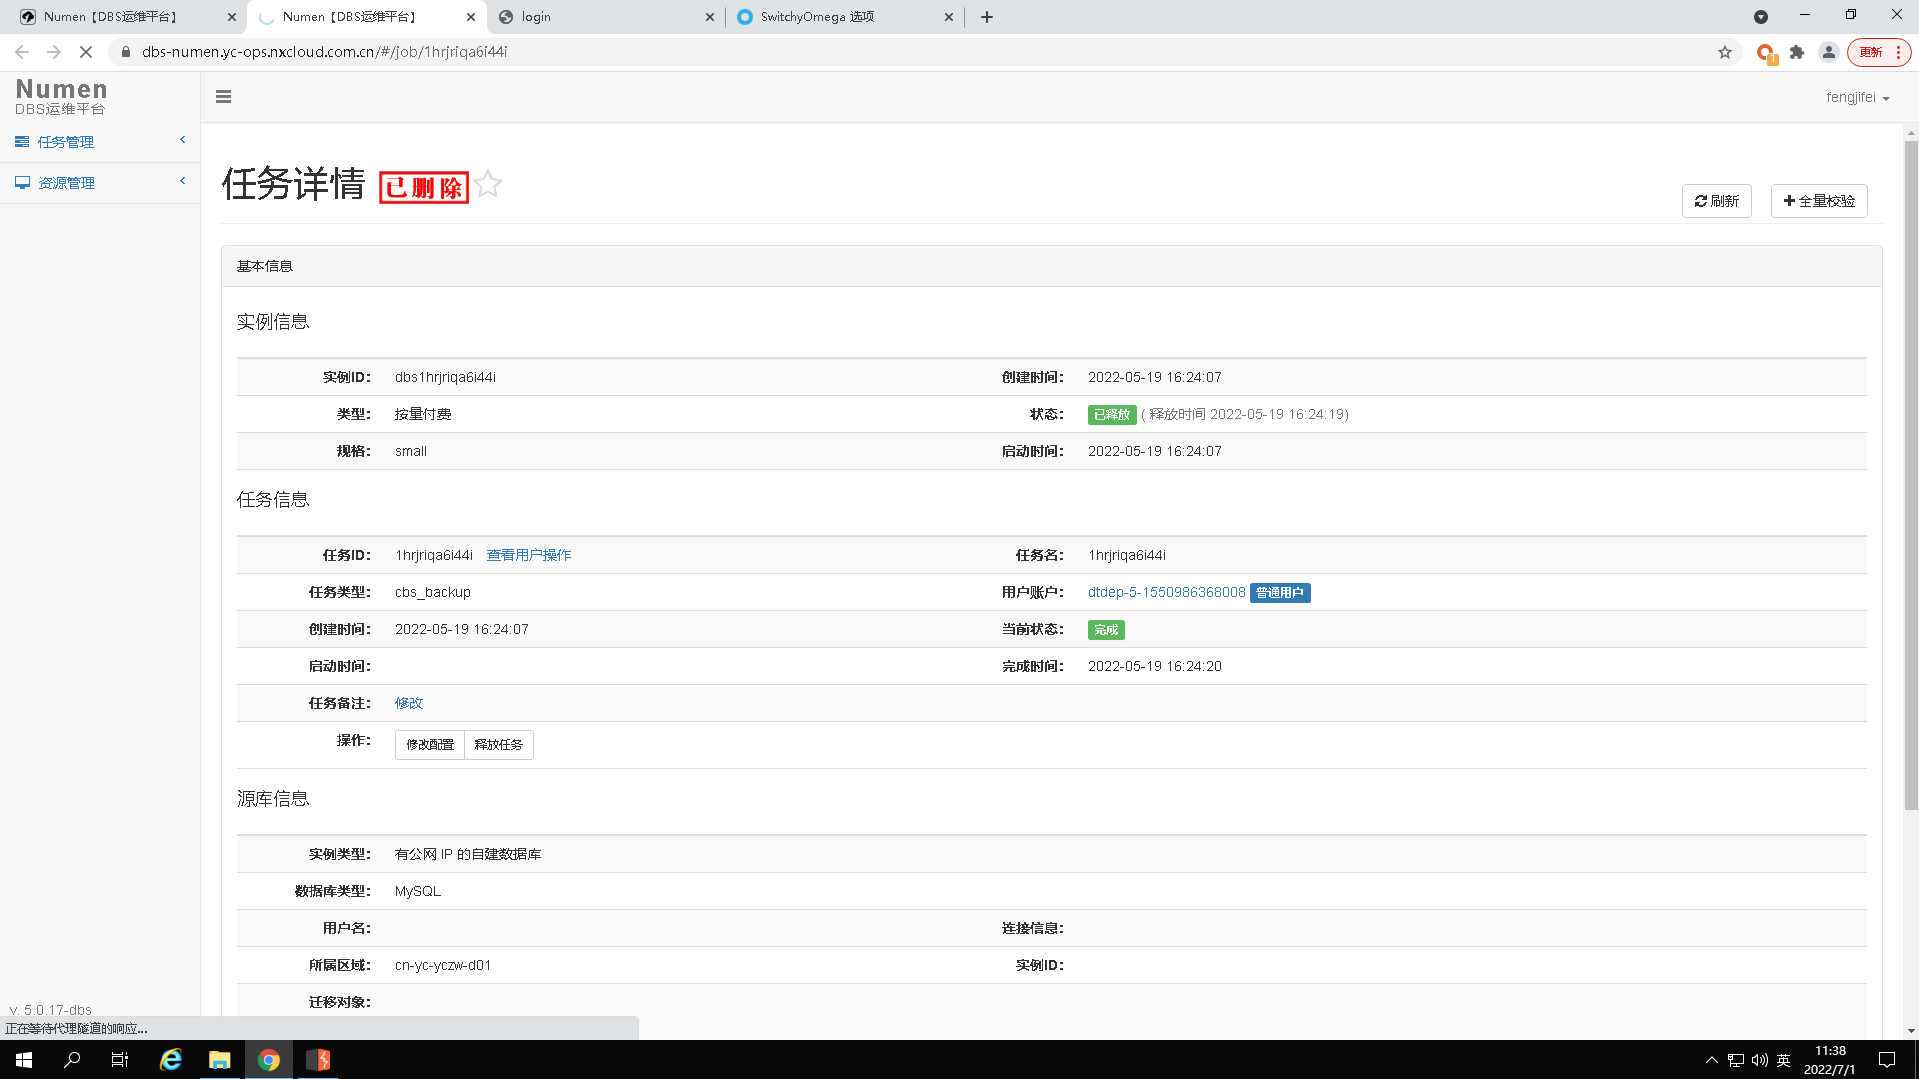 Numen【DBS运维平台】
Numen【DBS运维平台】
login
SwitchyOmega 选项
dbs-numen.yc-ops.nxcloud.com.cn/#/job/1hrjriqa6i44i
1
更新
Numen
DBS运维平台
fengjifei
任务管理
资源管理
任务详情 已删除
刷新
全量校验
基本信息
实例信息
实例ID: dbs1hrjriqa6i44i 创建时间: 2022-05-19 16:24:07
类型: 按量付费 状态: 已释放 ( 释放时间 2022-05-19 16:24:19)
规格: small 启动时间: 2022-05-19 16:24:07
任务信息
任务ID: 1hrjriqa6i44i 查看用户操作 任务名: 1hrjriqa6i44i
任务类型: cbs_backup 用户账户: dtdep-5-1550986368008 普通用户
创建时间: 2022-05-19 16:24:07 当前状态: 完成
启动时间: 完成时间: 2022-05-19 16:24:20
任务备注: 修改
操作: 修改配置 释放任务
源库信息
实例类型: 有公网 IP 的自建数据库
数据库类型: MySQL
用户名: 连接信息:
所属区域: cn-yc-yczw-d01 实例ID:
迁移对象:
v. 5.0.17-dbs
正在等待代理隧道的响应...
英
11:38
2022/7/1